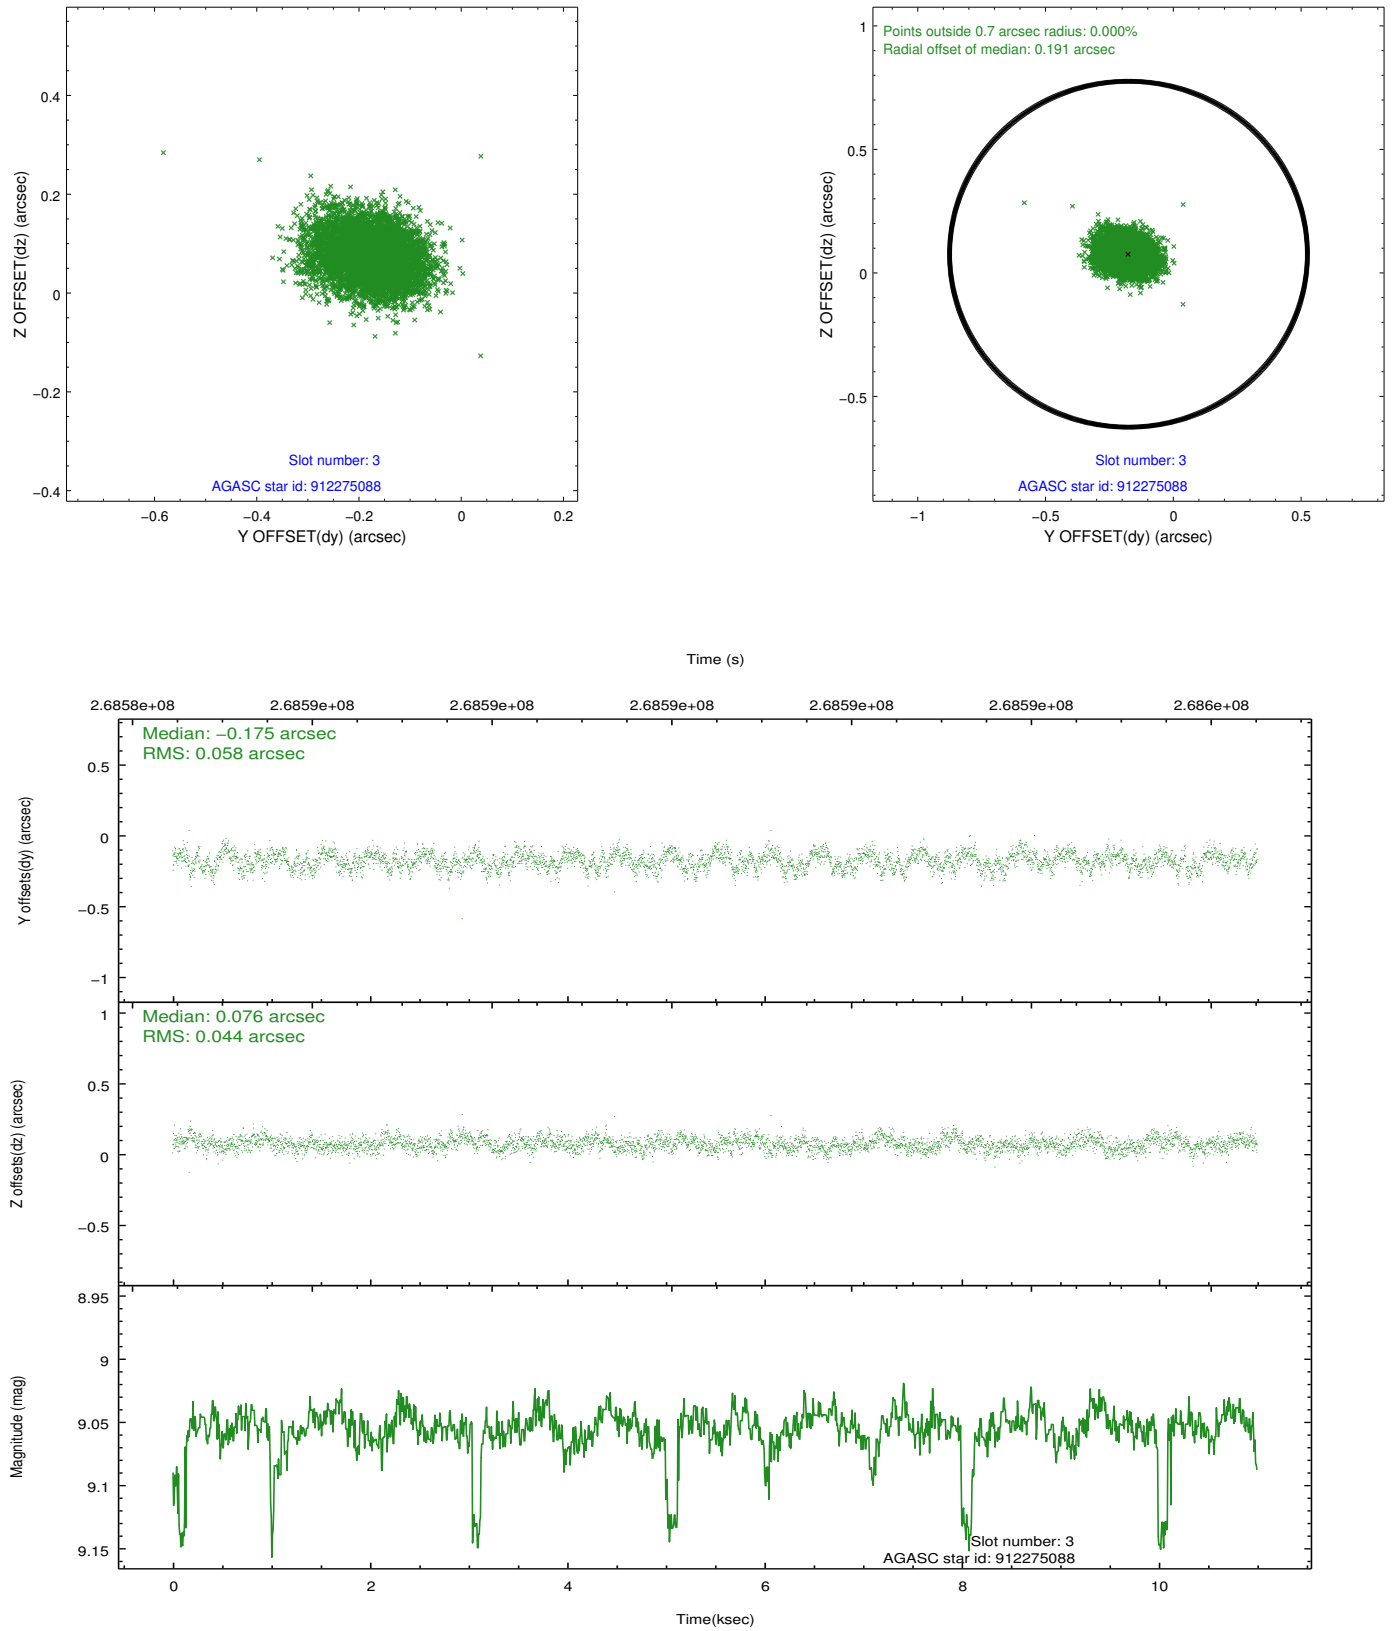 0.4
0.2
0
−0.2
−0.4
Z OFFSET(dz) (arcsec)
Slot number: 3
AGASC star id: 912275088
−0.6 −0.4 −0.2 0 0.2
Y OFFSET(dy) (arcsec)
Points outside 0.7 arcsec radius: 0.000%
Radial offset of median: 0.191 arcsec
1
0.5
0
−0.5
Z OFFSET(dz) (arcsec)
Slot number: 3
AGASC star id: 912275088
−1 −0.5 0 0.5
Y OFFSET(dy) (arcsec)
Time (s)
2.6858e+08 2.6859e+08 2.6859e+08 2.6859e+08 2.6859e+08 2.6859e+08 2.686e+08
Median: −0.175 arcsec
RMS: 0.058 arcsec
0.5
0
−0.5
−1
Y offsets(dy) (arcsec)
Median: 0.076 arcsec
RMS: 0.044 arcsec
1
0.5
0
−0.5
Z offsets(dz) (arcsec)
8.95
9
9.05
9.1
9.15
Magnitude (mag)
Slot number: 3
AGASC star id: 912275088
0 2 4 6 8 10
Time(ksec)